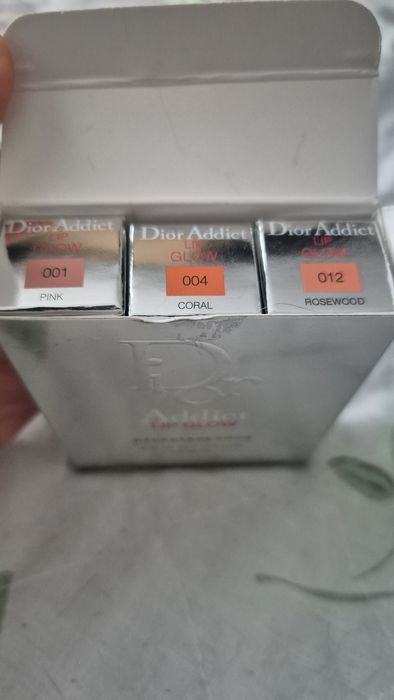 Dior Addict
LIP
GLOW
001
PINK
Dior Addict
LIP
GLOW
004
CORAL
Dior Addict
LIP
GLOW
012
ROSEWOOD
Dior
Addict
LIP GLOW